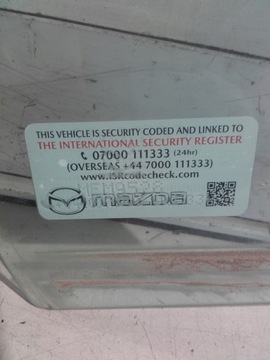 THIS VEHICLE IS SECURITY CODED AND LINKED TO
THE INTERNATIONAL SECURITY REGISTER
07000 111333 (24hr)
(OVERSEAS +44 7000 111333)
www.ISRcodecheck.com
mazda